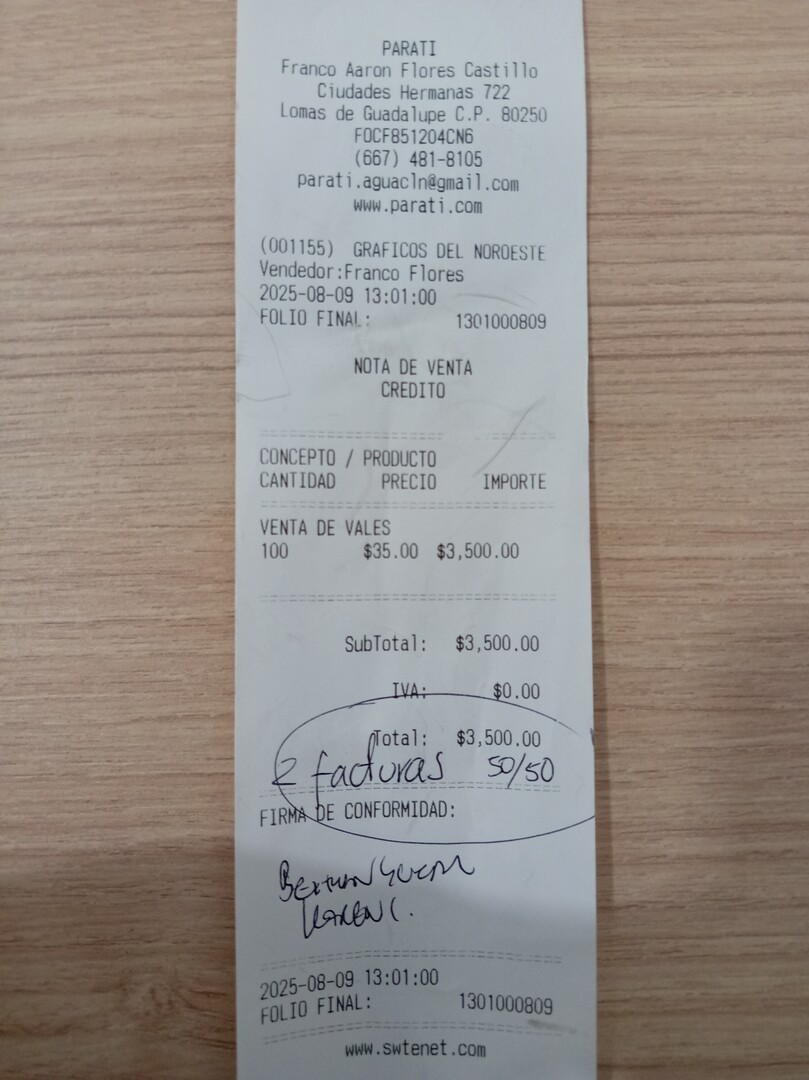 PARATI
Franco Aaron Flores Castillo
Ciudades Hermanas 722
Lomas de Guadalupe C.P. 80250
FOCF851204CN6
(667) 481-8105
parati.aguacln@gmail.com
www.parati.com
(001155) GRAFICOS DEL NOROESTE
Vendedor:Franco Flores
2025-08-09 13:01:00
FOLIO FINAL: 1301000809
NOTA DE VENTA
CREDITO
CONCEPTO / PRODUCTO
CANTIDAD PRECIO IMPORTE
VENTA DE VALES
100 $35.00 $3,500.00
SubTotal: $3,500.00
IVA: $0.00
Total: $3,500.00
2 facturas 50/50
FIRMA DE CONFORMIDAD:
2025-08-09 13:01:00
FOLIO FINAL: 1301000809
www.swtenet.com